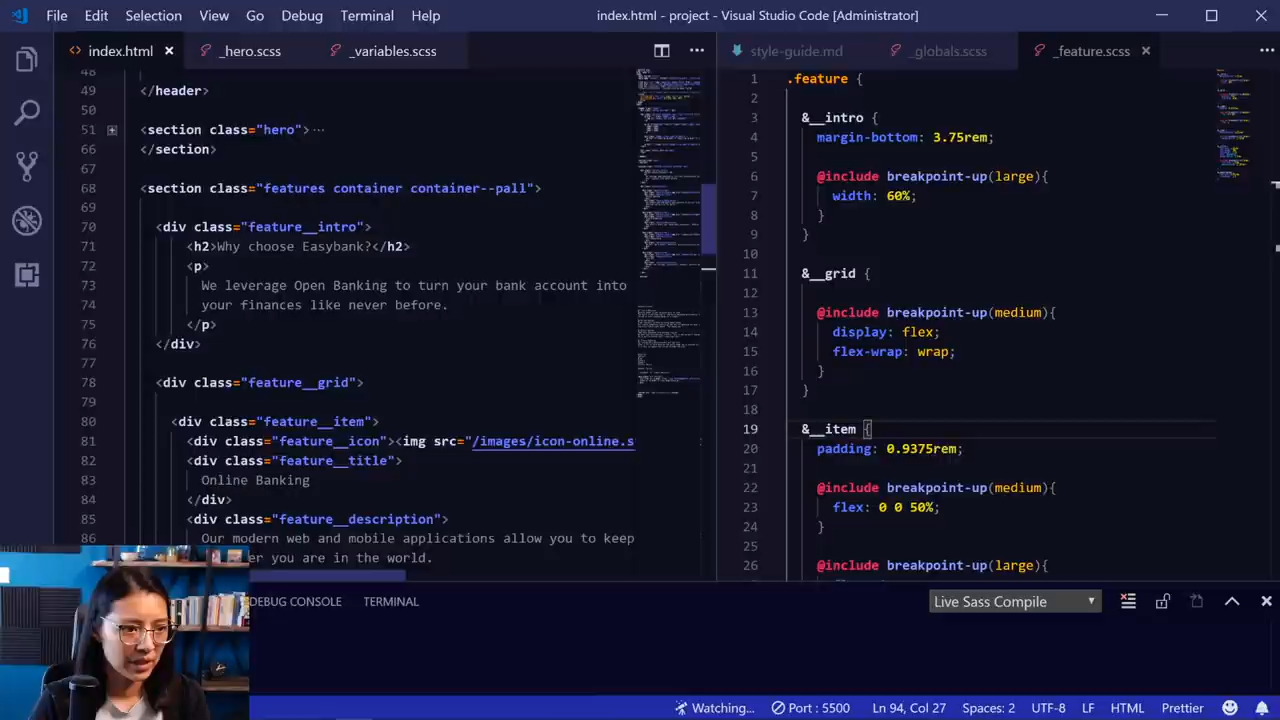 File Edit Selection View Go Debug Terminal Help index.html - project - Visual Studio Code [Administrator]
index.html _hero.scss _variables.scss
style-guide.md _globals.scss _feature.scss
48
49 </header>
50
51 <section class="hero">
66 </section>
67
68 <section class="features container container--pall">
69
70 <div class="feature__intro">
71 <h2>Why choose Easybank?</h2>
72 <p>
73 We leverage Open Banking to turn your bank account into
74 your finances like never before.
75 </p>
76 </div>
77
78 <div class="feature__grid">
79
80 <div class="feature__item">
81 <div class="feature__icon"><img src="/images/icon-online.s
82 <div class="feature__title">
83 Online Banking
84 </div>
85 <div class="feature__description">
86 Our modern web and mobile applications allow you to keep
you are in the world.
1 .feature {
2
3 &__intro {
4 margin-bottom: 3.75rem;
5
6 @include breakpoint-up(large){
7 width: 60%;
8 }
9 }
10
11 &__grid {
12
13 @include breakpoint-up(medium){
14 display: flex;
15 flex-wrap: wrap;
16 }
17 }
18
19 &__item {
20 padding: 0.9375rem;
21
22 @include breakpoint-up(medium){
23 flex: 0 0 50%;
24 }
25
26 @include breakpoint-up(large){
DEBUG CONSOLE TERMINAL
Live Sass Compile
Watching... Port : 5500 Ln 94, Col 27 Spaces: 2 UTF-8 LF HTML Prettier